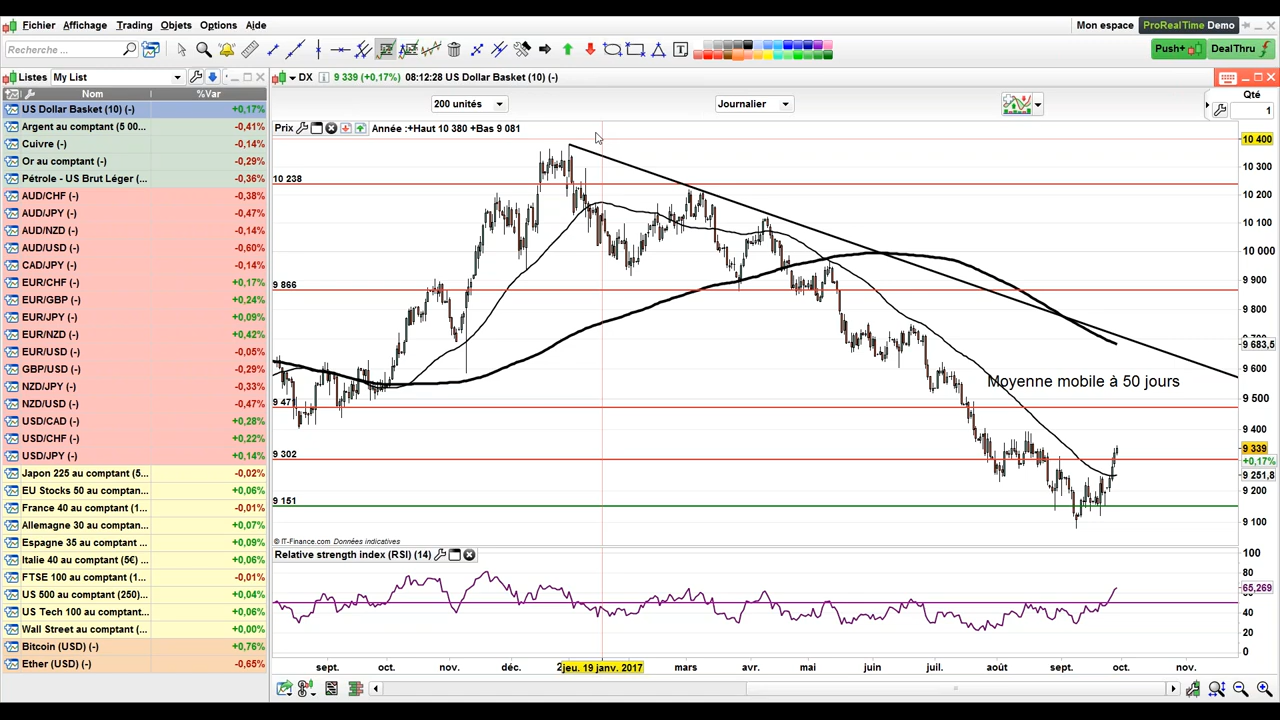 Fichier Affichage Trading Objets Options Aide Mon espace ProRealTime Demo
Recherche ... T Push+ DealThru
Listes My List DX i 9 339 (+0,17%) 08:12:28 US Dollar Basket (10) (-)
Nom %Var
200 unités Journalier Qté
1
US Dollar Basket (10) (-) +0,17%
Argent au comptant (5 00... -0,41%
Cuivre (-) -0,14%
Or au comptant (-) -0,29%
Pétrole - US Brut Léger (... -0,36%
AUD/CHF (-) -0,38%
AUD/JPY (-) -0,47%
AUD/NZD (-) -0,14%
AUD/USD (-) -0,60%
CAD/JPY (-) -0,14%
EUR/CHF (-) +0,17%
EUR/GBP (-) +0,24%
EUR/JPY (-) +0,09%
EUR/NZD (-) +0,42%
EUR/USD (-) -0,05%
GBP/USD (-) -0,29%
NZD/JPY (-) -0,33%
NZD/USD (-) -0,47%
USD/CAD (-) +0,28%
USD/CHF (-) +0,22%
USD/JPY (-) +0,14%
Japon 225 au comptant (5... -0,02%
EU Stocks 50 au comptan... +0,06%
France 40 au comptant (1... -0,01%
Allemagne 30 au comptan... +0,07%
Espagne 35 au comptant ... +0,09%
Italie 40 au comptant (5€) ... +0,06%
FTSE 100 au comptant (1... -0,01%
US 500 au comptant (250)... +0,04%
US Tech 100 au comptant... +0,06%
Wall Street au comptant (... +0,00%
Bitcoin (USD) (-) +0,76%
Ether (USD) (-) -0,65%
Prix Année :+Haut 10 380 +Bas 9 081
10 238
9 866
9 47
9 302
9 151
Moyenne mobile à 50 jours
10 400
10 300
10 200
10 100
10 000
9 900
9 800
9 683,5
9 600
9 500
9 400
9 339
+0,17%
9 251,8
9 200
9 100
© IT-Finance.com Données indicatives
Relative strength index (RSI) (14)
100
80
65,269
40
20
0
sept. oct. nov. déc. 2 jeu. 19 janv. 2017 mars avr. mai juin juil. août sept. oct. nov.